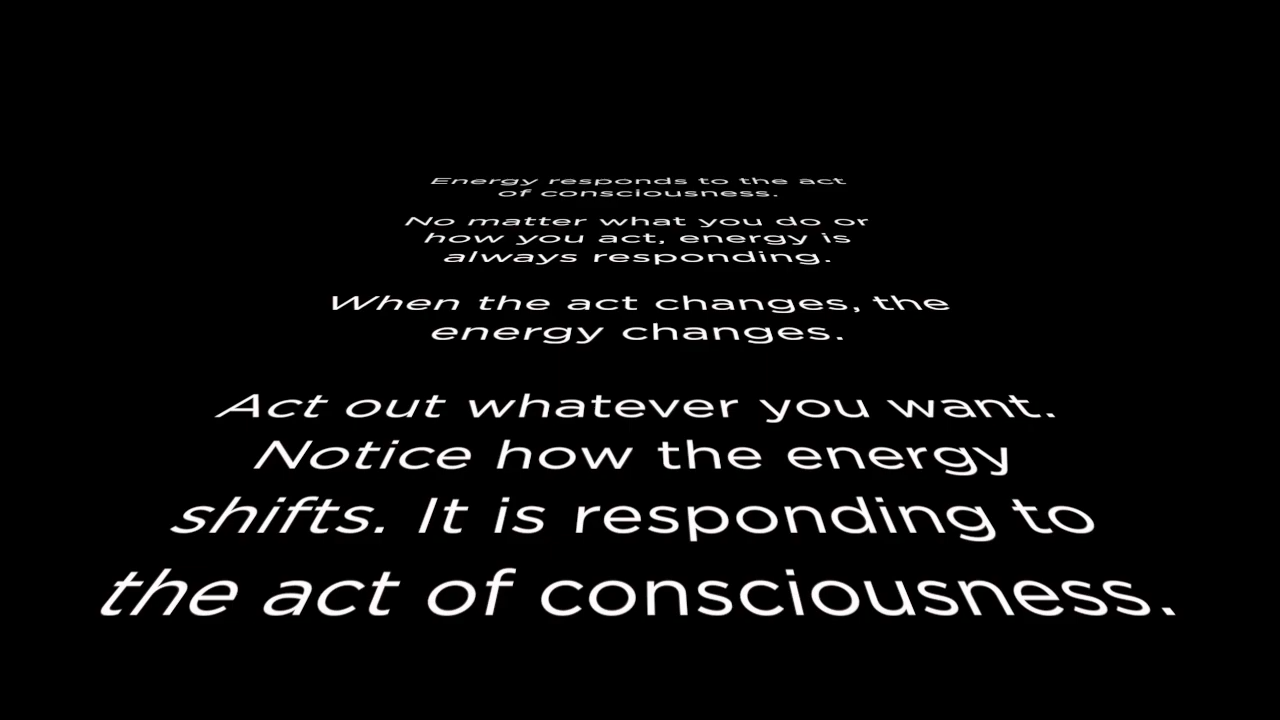 Energy responds to the act
of consciousness.
No matter what you do or
how you act, energy is
always responding.
When the act changes, the
energy changes.
Act out whatever you want.
Notice how the energy
shifts. It is responding to
the act of consciousness.